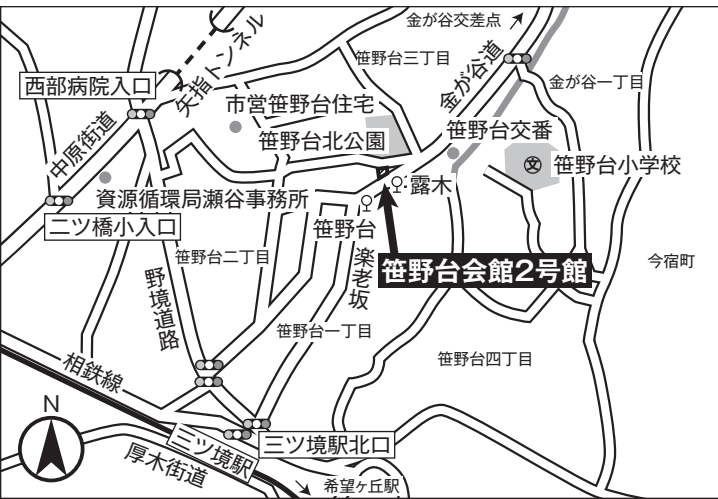 金が谷交差点
矢指トンネル
笹野台三丁目
金が谷道
金が谷一丁目
西部病院入口
市営笹野台住宅
中原街道
笹野台北公園
笹野台交番
文
笹野台小学校
資源循環局瀬谷事務所
露木
二ツ橋小入口
笹野台
笹野台二丁目
楽老坂
笹野台会館2号館
今宿町
野境道路
笹野台一丁目
笹野台四丁目
相鉄線
N
三ツ境駅
三ツ境駅北口
厚木街道
希望ヶ丘駅